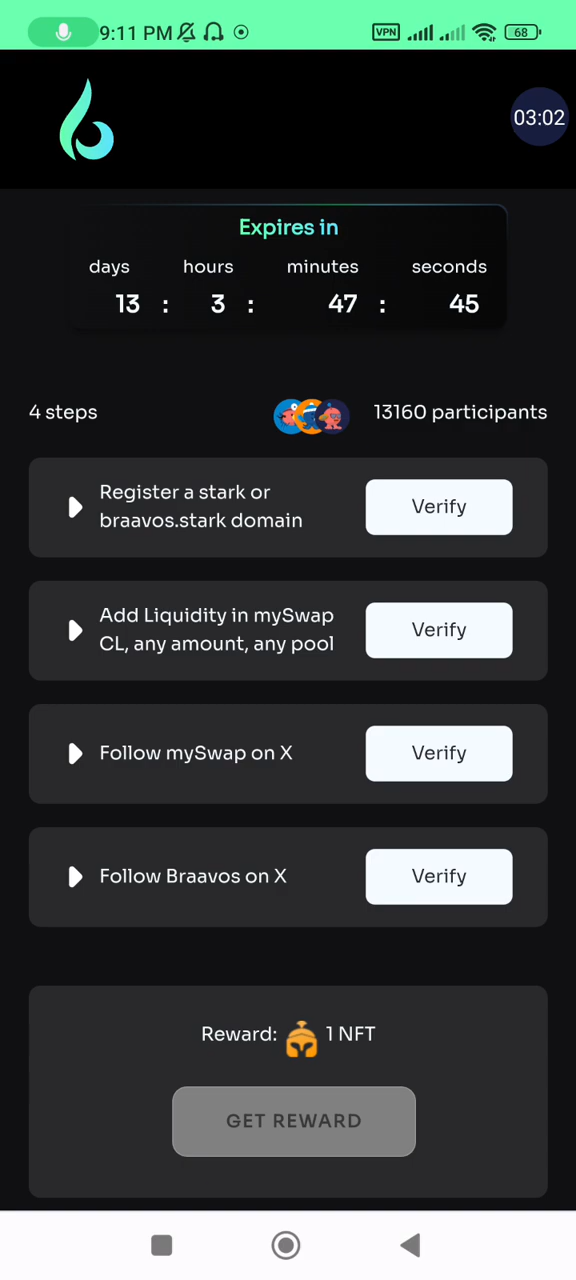 9:11 PM
VPN
68
03:02
Expires in
days hours minutes seconds
13 : 3 : 47 : 45
4 steps
13160 participants
Register a stark or
braavos.stark domain
Verify
Add Liquidity in mySwap
CL, any amount, any pool
Verify
Follow mySwap on X
Verify
Follow Braavos on X
Verify
Reward: 1 NFT
GET REWARD